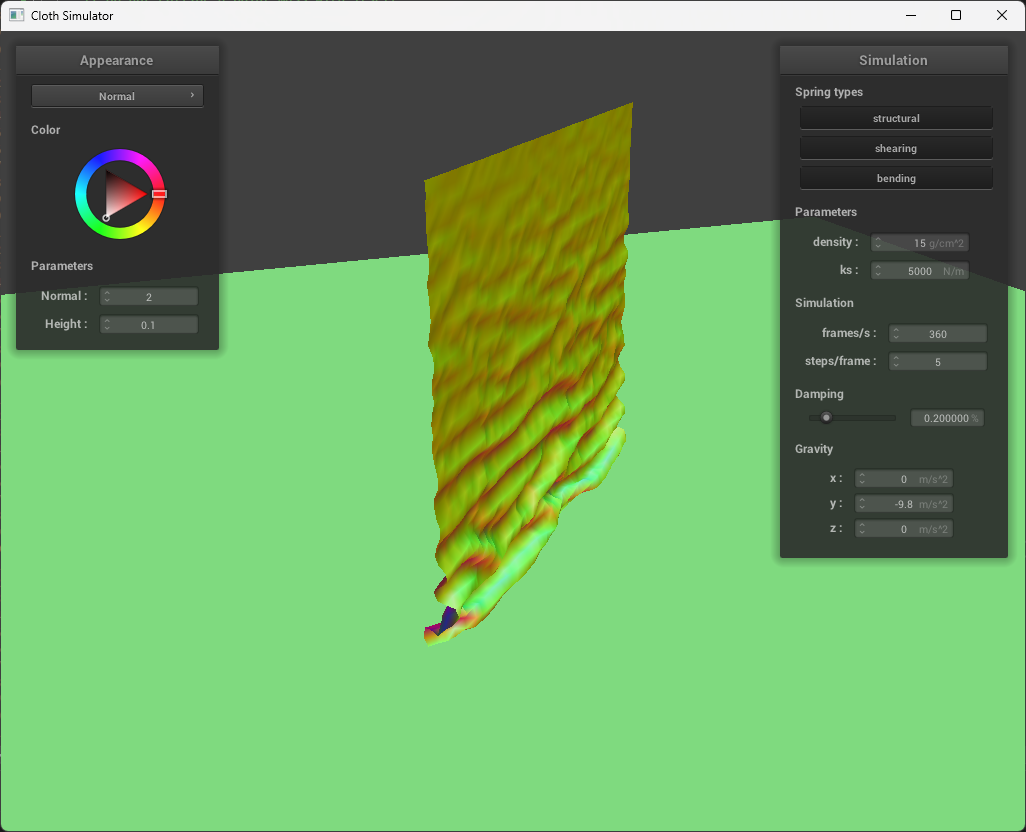 Cloth Simulator
Appearance
Normal
Color
Parameters
Normal : 2
Height : 0.1
Simulation
Spring types
structural
shearing
bending
Parameters
density : 15 g/cm^2
ks : 5000 N/m
Simulation
frames/s : 360
steps/frame : 5
Damping
0.200000 %
Gravity
x : 0 m/s^2
y : -9.8 m/s^2
z : 0 m/s^2